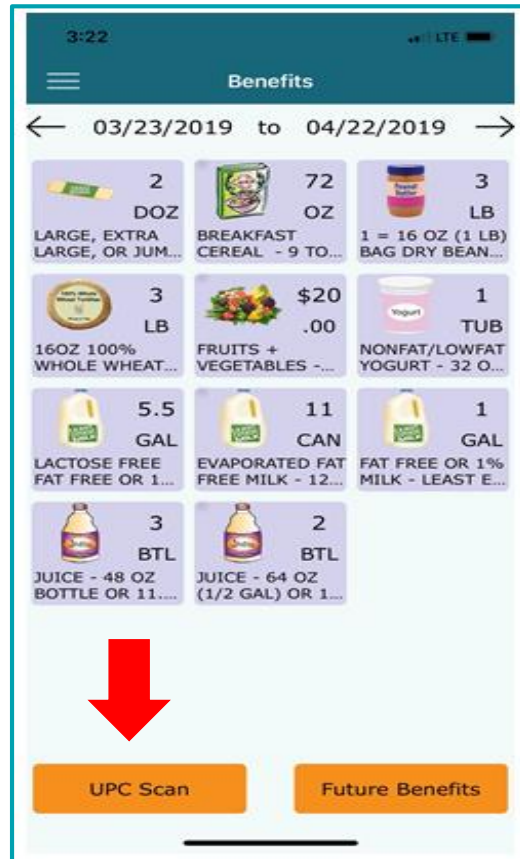 3:22
LTE
Benefits
03/23/2019 to 04/22/2019
2
DOZ
LARGE, EXTRA
LARGE, OR JUM...
72
OZ
BREAKFAST
CEREAL - 9 TO...
3
LB
1 = 16 OZ (1 LB)
BAG DRY BEAN...
3
LB
16OZ 100%
WHOLE WHEAT...
$20
.00
FRUITS +
VEGETABLES -...
Yogurt
1
TUB
NONFAT/LOWFAT
YOGURT - 32 O...
5.5
GAL
LACTOSE FREE
FAT FREE OR 1...
11
CAN
EVAPORATED FAT
FREE MILK - 12...
1
GAL
FAT FREE OR 1%
MILK - LEAST E...
3
BTL
JUICE - 48 OZ
BOTTLE OR 11....
2
BTL
JUICE - 64 OZ
(1/2 GAL) OR 1...
UPC Scan
Future Benefits